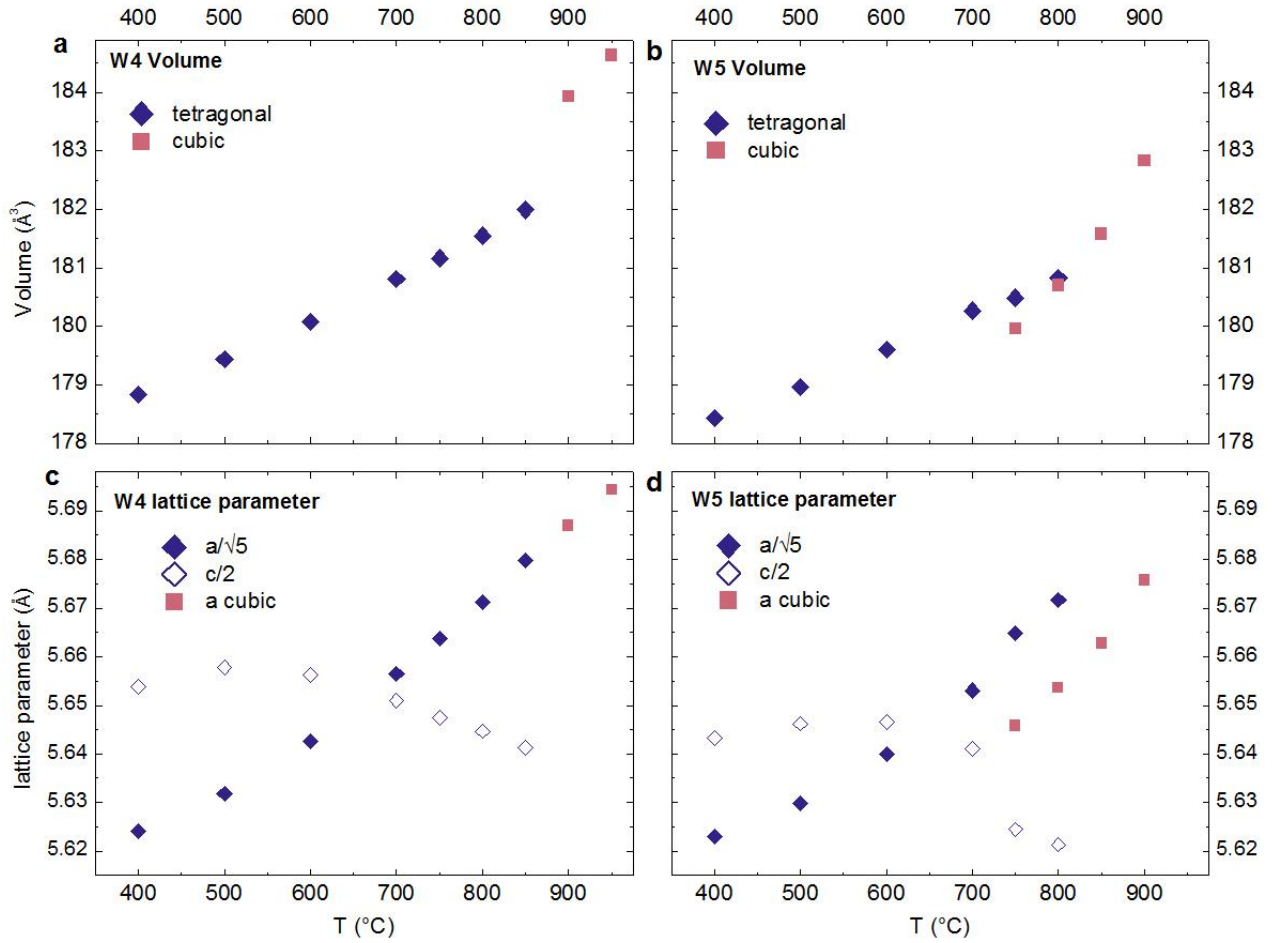 400 500 600 700 800 900 400 500 600 700 800 900
a
W4 Volume
tetragonal
cubic
184
183
182
181
180
179
178
Volume (Å³)
b
W5 Volume
tetragonal
cubic
184
183
182
181
180
179
178
c
W4 lattice parameter
a/√5
c/2
a cubic
5.69
5.68
5.67
5.66
5.65
5.64
5.63
5.62
lattice parameter (Å)
d
W5 lattice parameter
a/√5
c/2
a cubic
5.69
5.68
5.67
5.66
5.65
5.64
5.63
5.62
400 500 600 700 800 900 400 500 600 700 800 900
T (°C) T (°C)